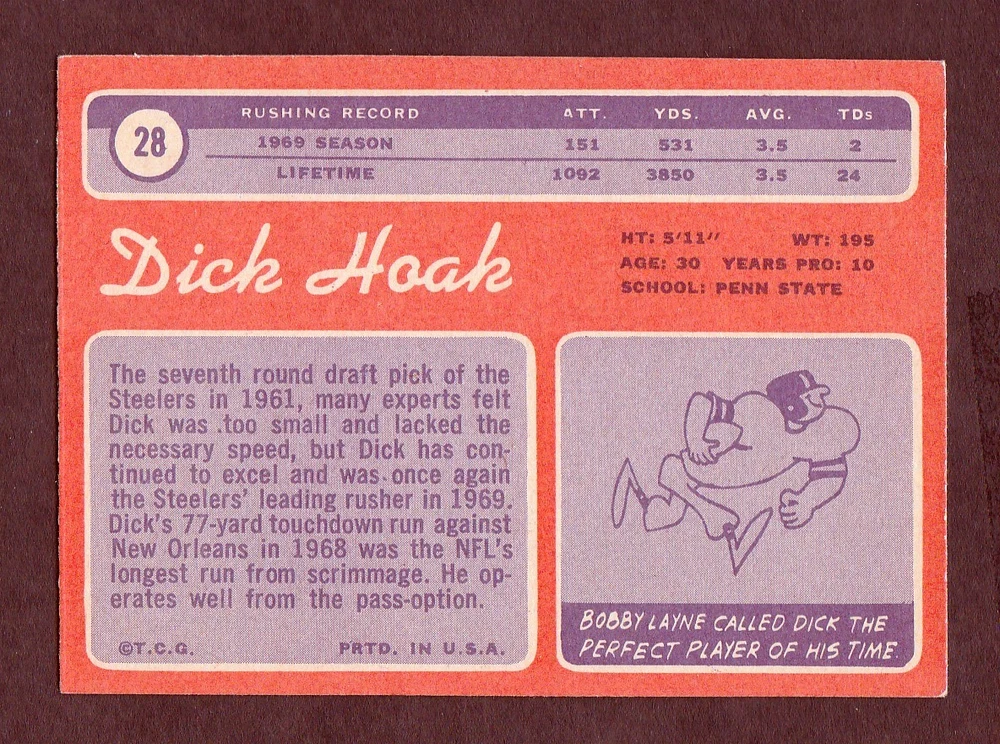 28
RUSHING RECORD ATT. YDS. AVG. TDs
1969 SEASON 151 531 3.5 2
LIFETIME 1092 3850 3.5 24
Dick Hoak
HT: 5'11" WT: 195
AGE: 30 YEARS PRO: 10
SCHOOL: PENN STATE
The seventh round draft pick of the
Steelers in 1961, many experts felt
Dick was too small and lacked the
necessary speed, but Dick has con-
tinued to excel and was once again
the Steelers' leading rusher in 1969.
Dick's 77-yard touchdown run against
New Orleans in 1968 was the NFL's
longest run from scrimmage. He op-
erates well from the pass-option.
©T.C.G. PRTD. IN U.S.A.
BOBBY LAYNE CALLED DICK THE
PERFECT PLAYER OF HIS TIME.